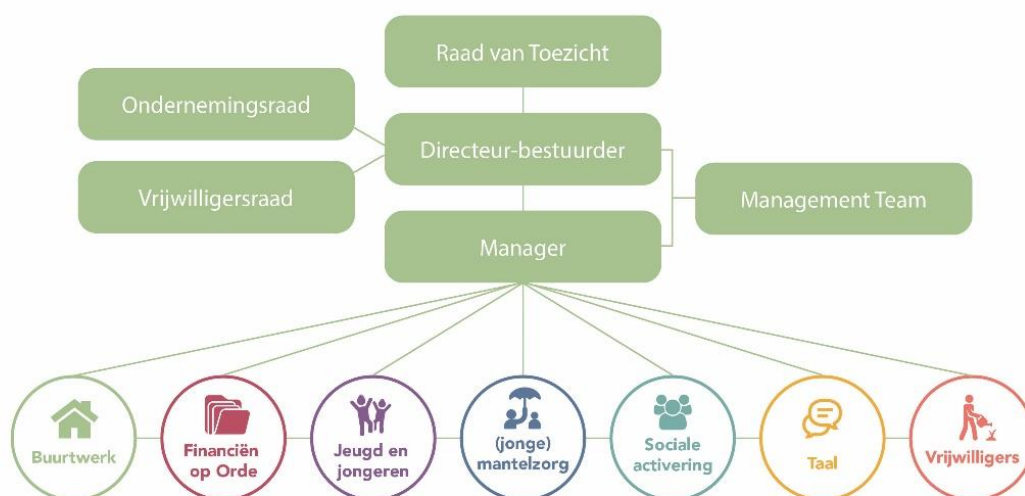 Raad van Toezicht
Ondernemingsraad
Directeur-bestuurder
Vrijwilligersraad
Management Team
Manager
Buurtwerk
Financiën
op Orde
Jeugd en
jongeren
(jonge)
mantelzorg
Sociale
activering
Taal
Vrijwilligers